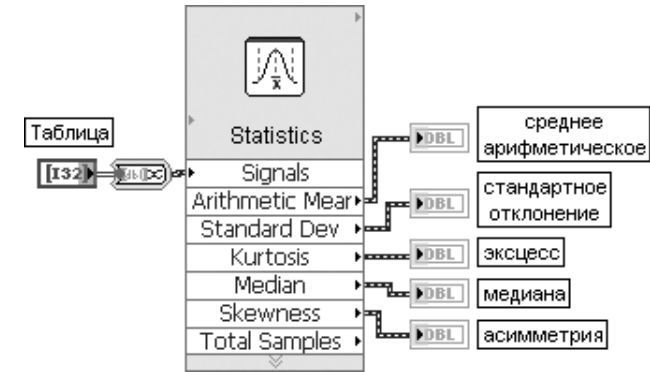 Таблица
[I32]
Statistics
Signals
Arithmetic Mear
Standard Dev
Kurtosis
Median
Skewness
Total Samples
DBL
среднее
арифметическое
DBL
стандартное
отклонение
DBL
эксцесс
DBL
медиана
DBL
асимметрия